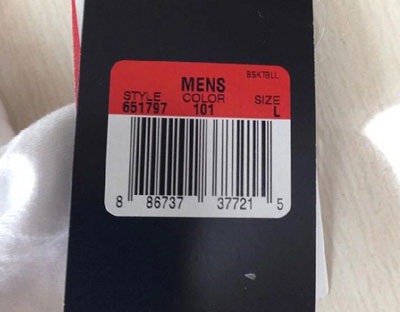 BSKTBLL
MENS
STYLE COLOR SIZE
651797 101 L
8 86737 37721 5